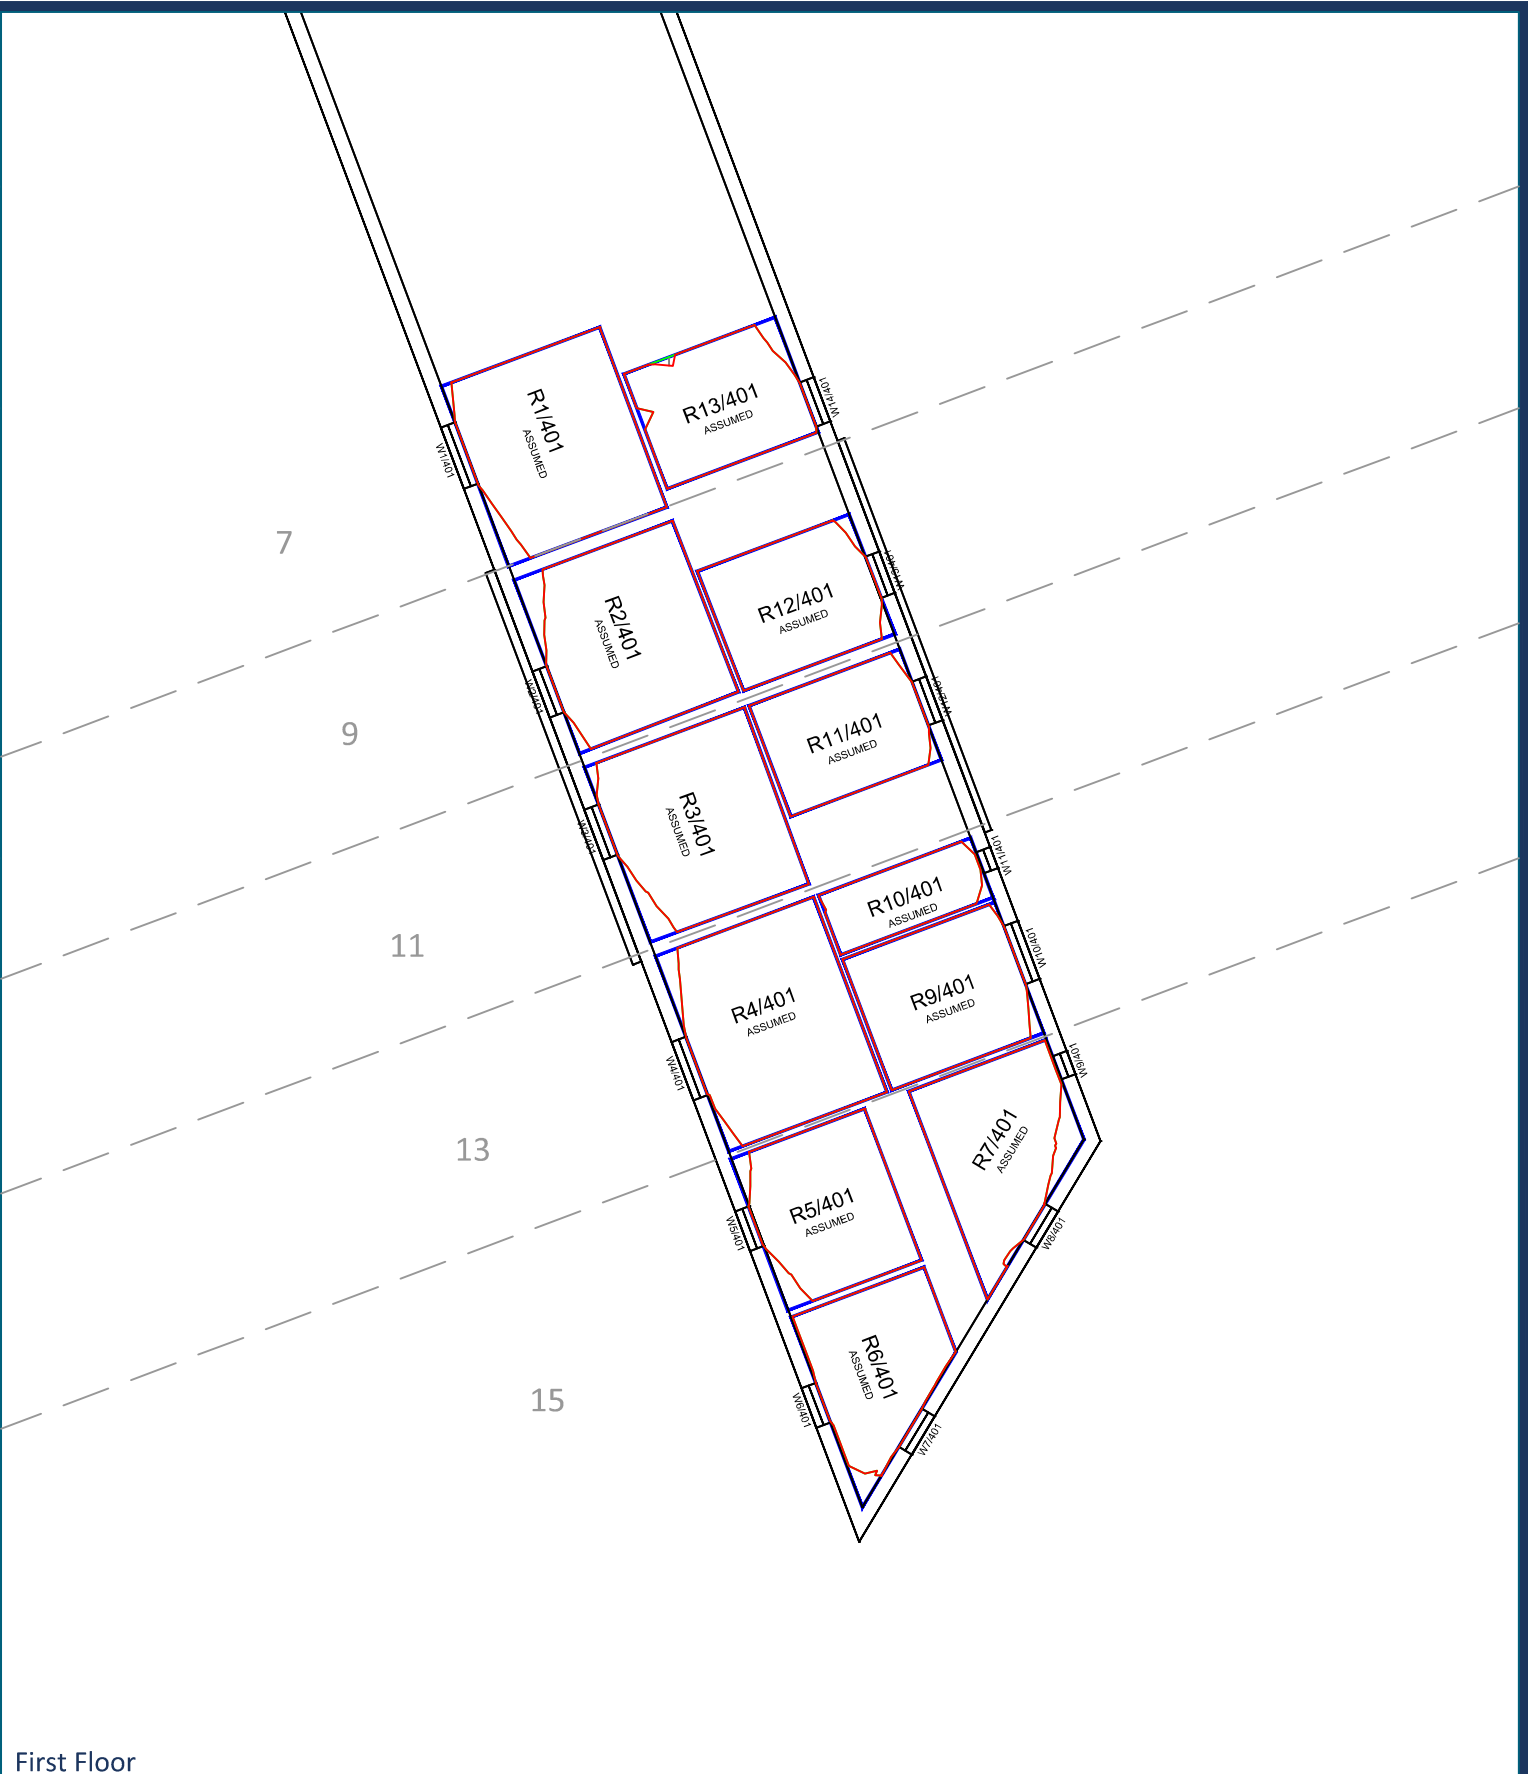 W14/401
R13/401
ASSUMED
R1/401
ASSUMED
W1/401
7
W13/401
R12/401
ASSUMED
R2/401
ASSUMED
W2/401
W12/401
R11/401
ASSUMED
9
R3/401
ASSUMED
W3/401
W11/401
R10/401
ASSUMED
11
W10/401
R9/401
ASSUMED
R4/401
ASSUMED
W4/401
W9/401
13
R7/401
ASSUMED
R5/401
ASSUMED
W5/401
W8/401
R6/401
ASSUMED
15
W6/401
W7/401
First Floor